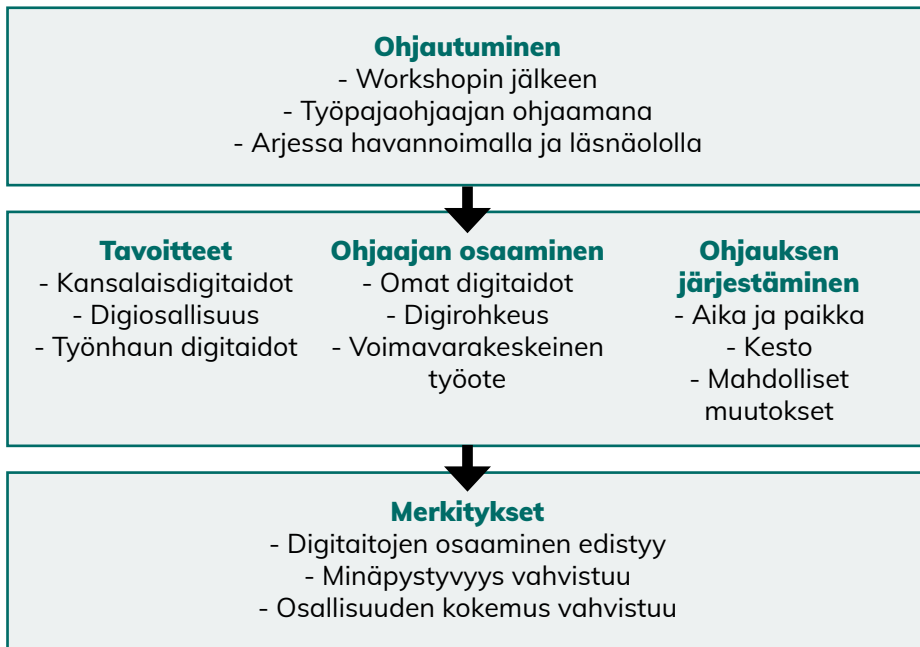 Ohjautuminen
- Workshopin jälkeen
- Työpajaohjaajan ohjaamana
- Arjessa havannoimalla ja läsnäololla
Tavoitteet
- Kansalaisdigitaidot
- Digiosallisuus
- Työnhaun digitaidot
Ohjaajan osaaminen
- Omat digitaidot
- Digirohkeus
- Voimavarakeskeinen
työote
Ohjauksen
järjestäminen
- Aika ja paikka
- Kesto
- Mahdolliset
muutokset
Merkitykset
- Digitaitojen osaaminen edistyy
- Minäpystyvyys vahvistuu
- Osallisuuden kokemus vahvistuu